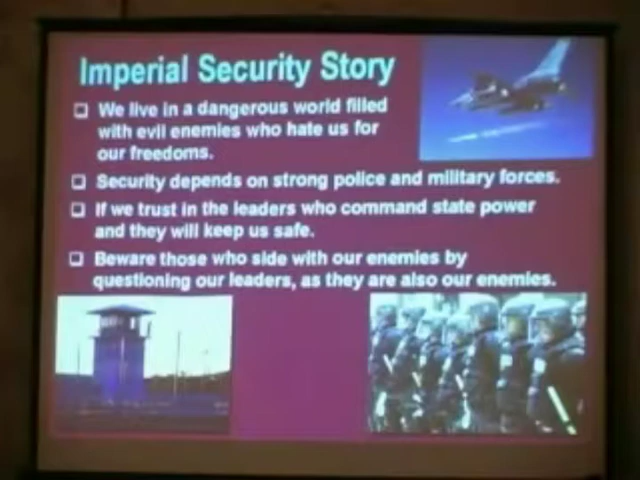 Imperial Security Story
❑ We live in a dangerous world filled
with evil enemies who hate us for
our freedoms.
❑ Security depends on strong police and military forces.
❑ If we trust in the leaders who command state power
and they will keep us safe.
❑ Beware those who side with our enemies by
questioning our leaders, as they are also our enemies.